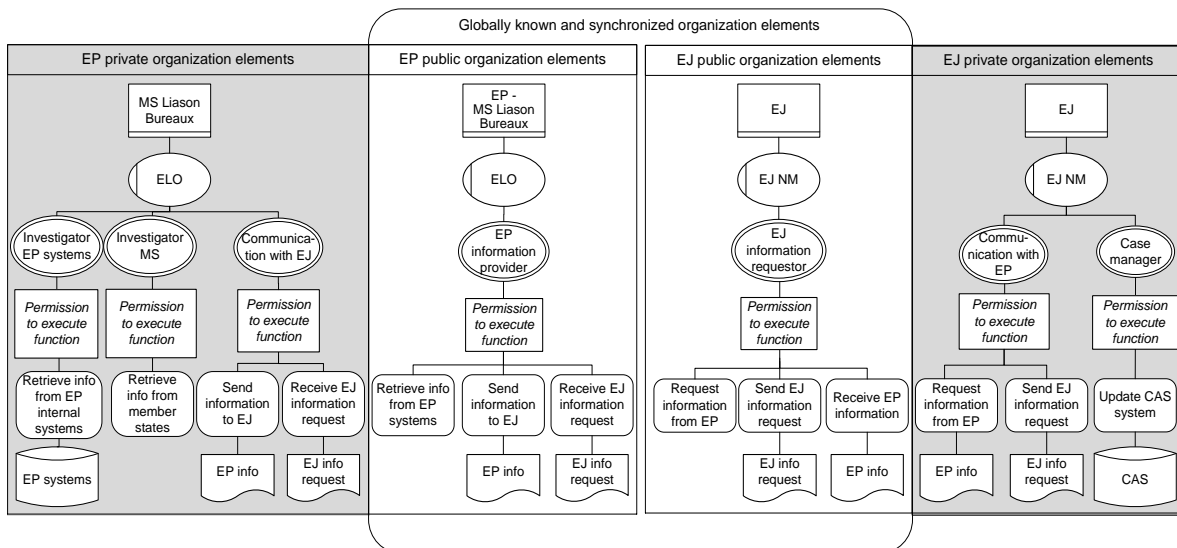 Globally known and synchronized organization elements
EP private organization elements
EP public organization elements
EJ public organization elements
EJ private organization elements
MS Liason
Bureaux
ELO
Investigator
EP systems
Investigator
MS
Communica-
tion with EJ
Permission
to execute
function
Permission
to execute
function
Permission
to execute
function
Retrieve info
from EP
internal
systems
Retrieve
info from
member
states
Send
information
to EJ
Receive EJ
information
request
EP systems
EP info
EJ info
request
EP -
MS Liason
Bureaux
ELO
EP
information
provider
Permission
to execute
function
Retrieve info
from EP
systems
Send
information
to EJ
Receive EJ
information
request
EP info
EJ info
request
EJ
EJ NM
EJ
information
requestor
Permission
to execute
function
Request
information
from EP
Send EJ
information
request
Receive EP
information
EJ info
request
EP info
EJ
EJ NM
Commu-
nication with
EP
Case
manager
Permission
to execute
function
Permission
to execute
function
Request
information
from EP
Send EJ
information
request
Update CAS
system
EP info
EJ info
request
CAS